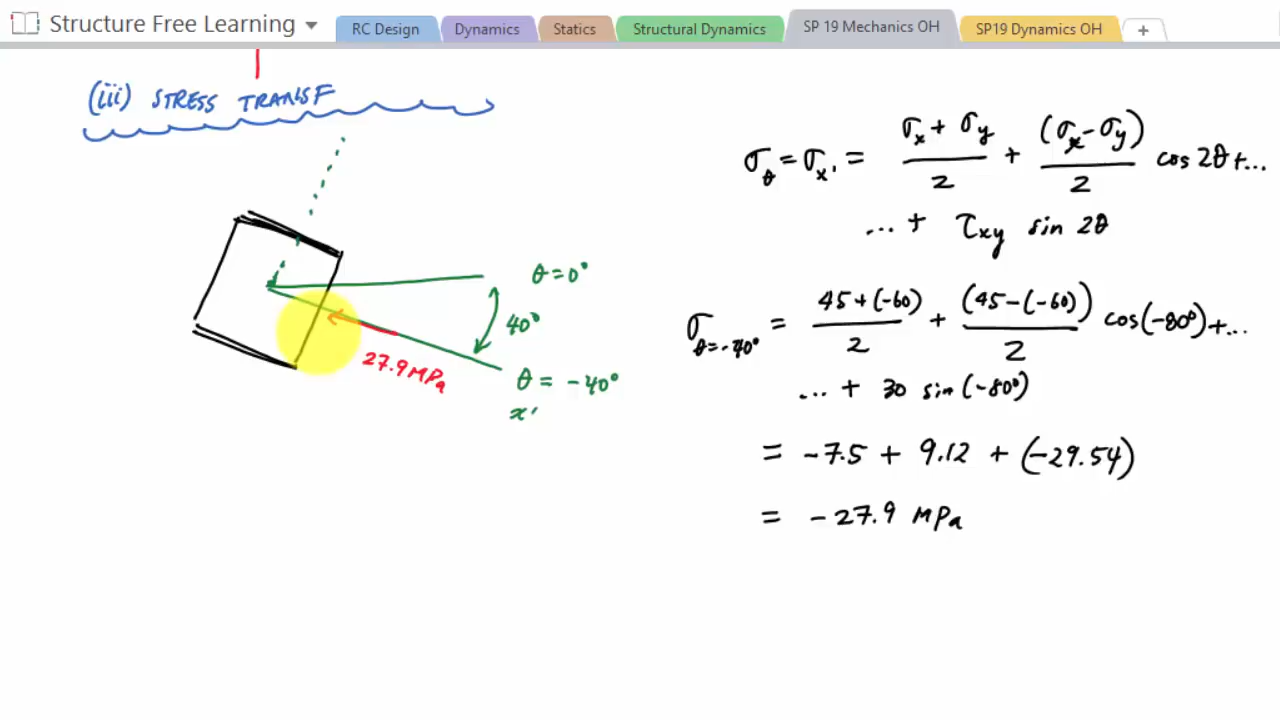 Structure Free Learning
RC Design
Dynamics
Statics
Structural Dynamics
SP 19 Mechanics OH
SP19 Dynamics OH
+
(iii) STRESS TRANSF
θ = 0°
40°
27.9 MPa
θ = -40°
x'
σθ = σx' = (σx + σy)/2 + (σx - σy)/2 cos 2θ + ...
... + τxy sin 2θ
σθ=-40° = (45 + (-60))/2 + (45 - (-60))/2 cos(-80°) + ...
... + 30 sin(-80°)
= -7.5 + 9.12 + (-29.54)
= -27.9 MPa